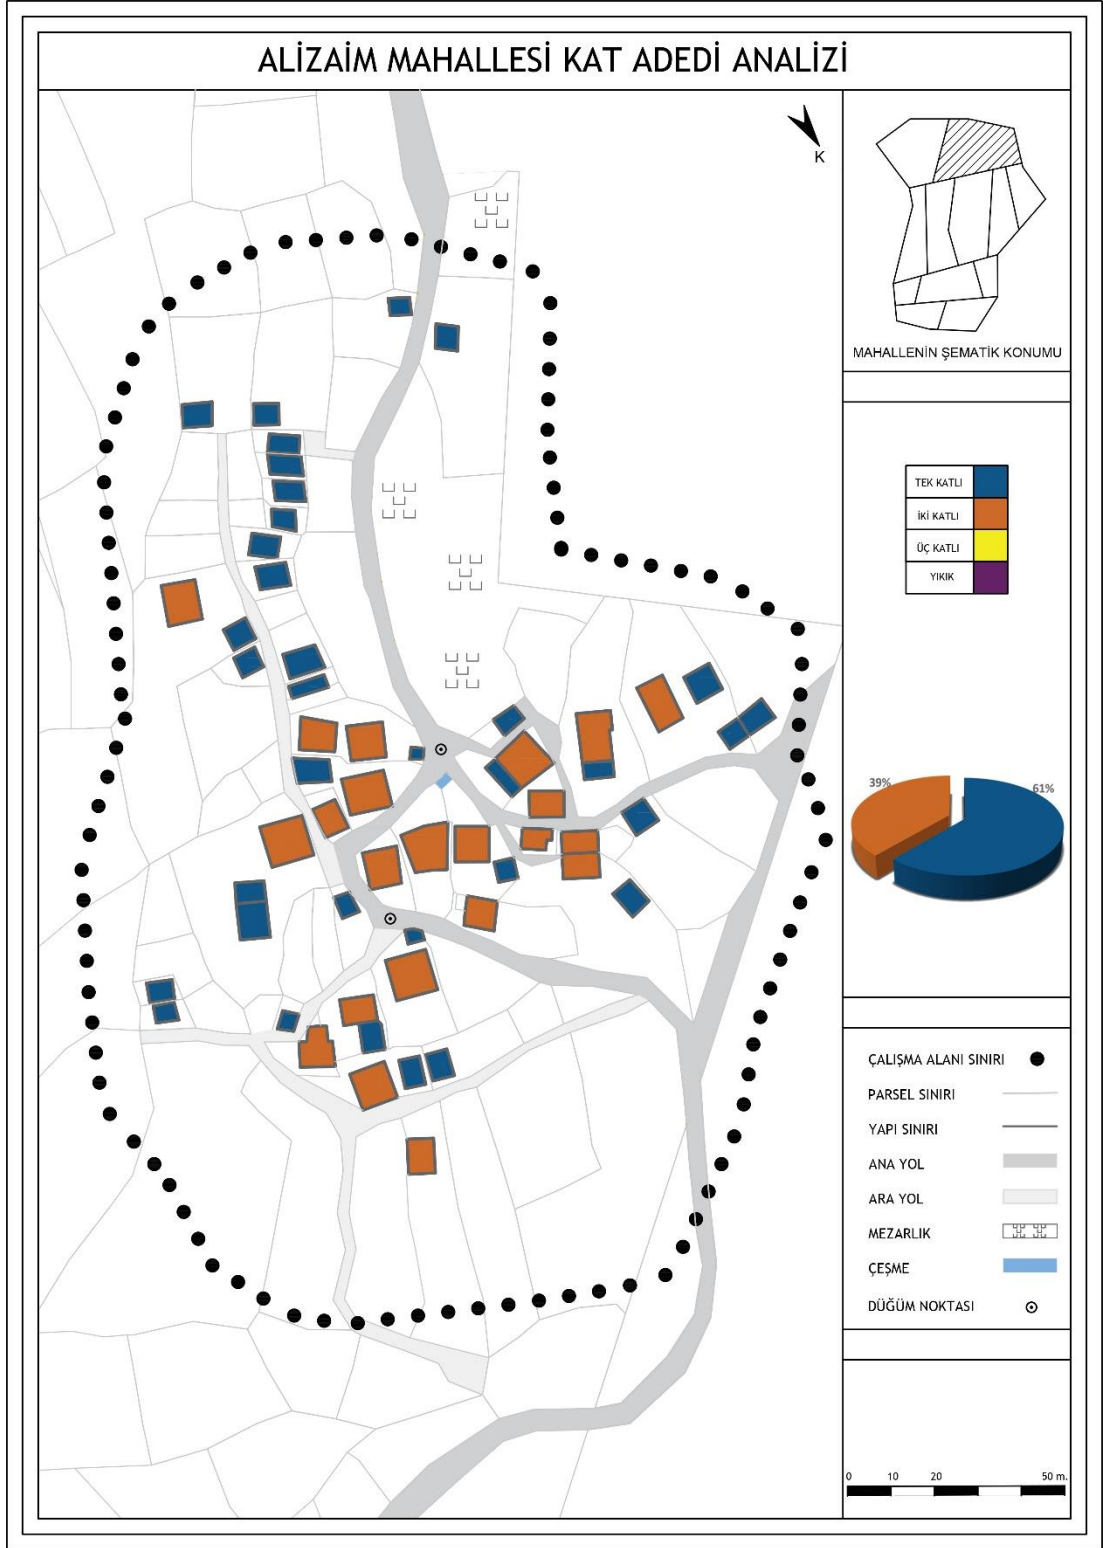 ALİZAİM MAHALLESİ KAT ADEDİ ANALİZİ
K
MAHALLENİN ŞEMATİK KONUMU
TEK KATLI
İKİ KATLI
ÜÇ KATLI
YIKIK
39%
61%
ÇALIŞMA ALANI SINIRI
PARSEL SINIRI
YAPI SINIRI
ANA YOL
ARA YOL
MEZARLIK
ÇEŞME
DÜĞÜM NOKTASI
0 10 20 50 m.